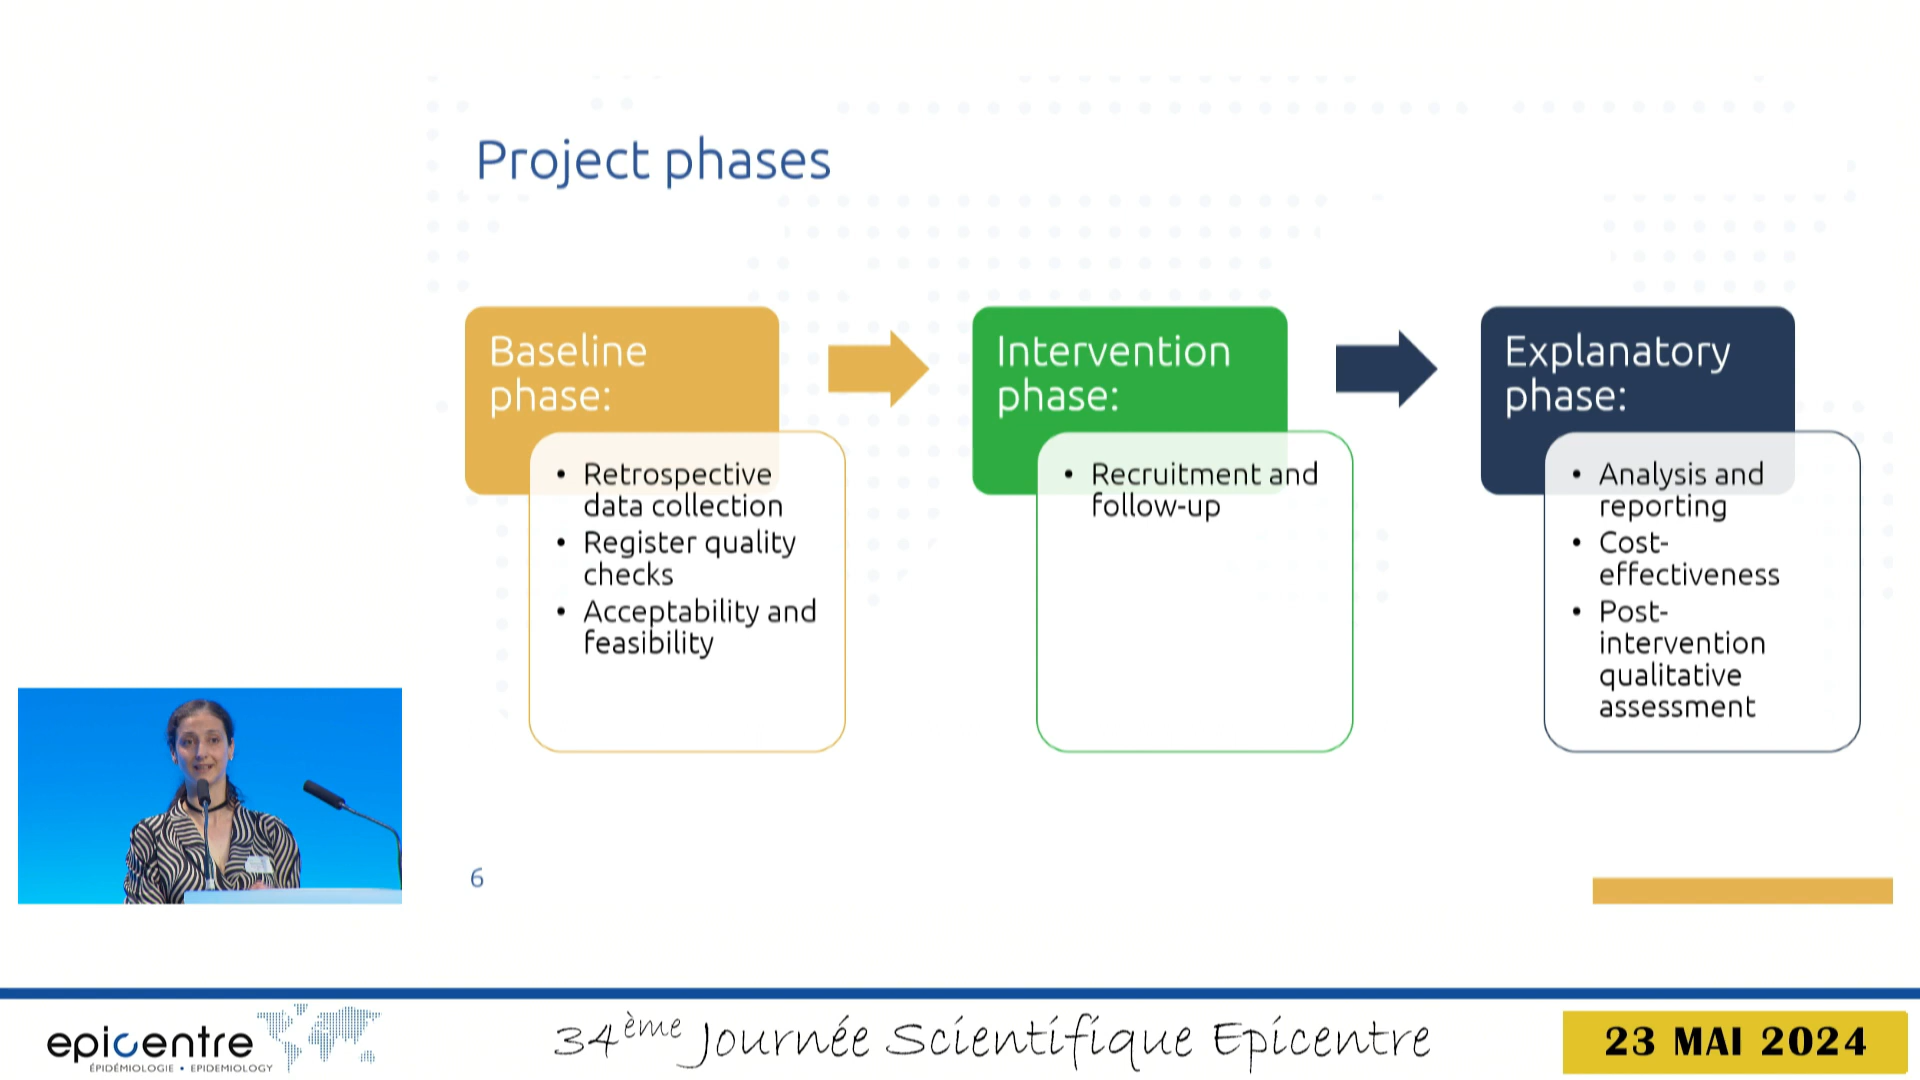 Project phases
Baseline
phase:
• Retrospective
data collection
• Register quality
checks
• Acceptability and
feasibility
Intervention
phase:
• Recruitment and
follow-up
Explanatory
phase:
• Analysis and
reporting
• Cost-
effectiveness
• Post-
intervention
qualitative
assessment
6
epicentre
ÉPIDÉMIOLOGIE • EPIDEMIOLOGY
34ème Journée Scientifique Epicentre
23 MAI 2024